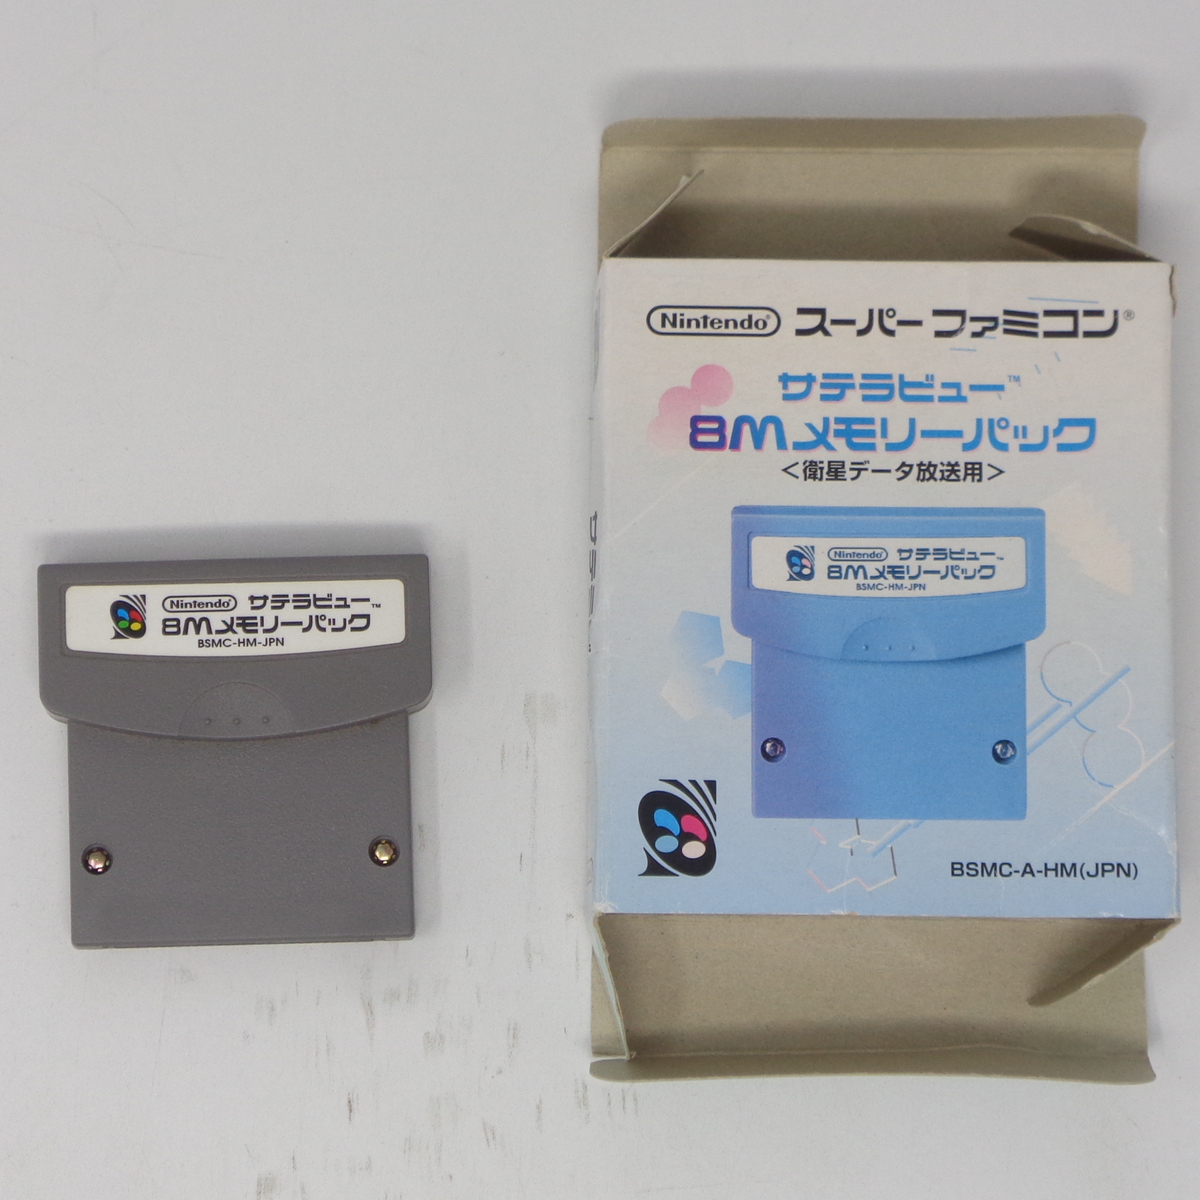 Nintendo サテラビュー™
8Mメモリーパック
BSMC-HM-JPN
Nintendo® スーパーファミコン®
サテラビュー™
8Mメモリーパック
<衛星データ放送用>
Nintendo サテラビュー™
8Mメモリーパック
BSMC-HM-JPN
BSMC-A-HM(JPN)